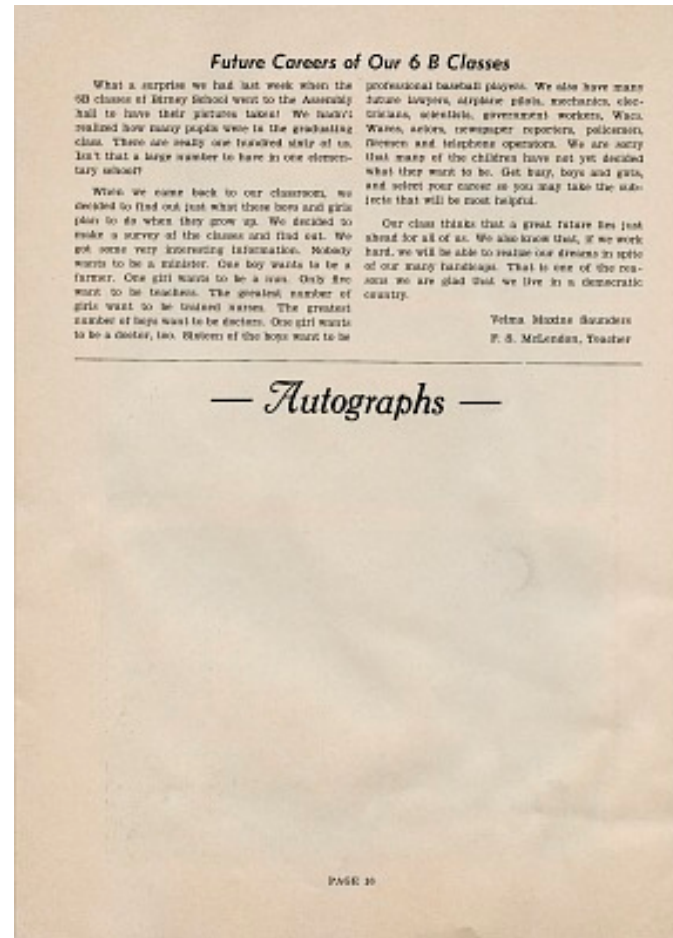 Future Careers of Our 6 B Classes
What a surprise we had last week when the
6B classes of Birney School went to the Assembly
hall to have their pictures taken! We hadn't
realized how many pupils were in the graduating
class. There are really one hundred sixty of us.
Isn't that a large number to have in one elemen-
tary school?
When we came back to our classroom, we
decided to find out just what these boys and girls
plan to do when they grow up. We decided to
make a survey of the classes and find out. We
got some very interesting information. Nobody
wants to be a minister. One boy wants to be a
farmer. One girl wants to be a nun. Only five
want to be teachers. The greatest number of
girls want to be trained nurses. The greatest
number of boys want to be doctors. One girl wants
to be a doctor, too. Sixteen of the boys want to be
professional baseball players. We also have many
future lawyers, airplane pilots, mechanics, elec-
tricians, scientists, government workers, Wacs,
Waves, actors, newspaper reporters, policemen,
firemen and telephone operators. We are sorry
that many of the children have not yet decided
what they want to be. Get busy, boys and girls,
and select your career so you may take the sub-
jects that will be most helpful.
Our class thinks that a great future lies just
ahead for all of us. We also know that, if we work
hard, we will be able to realize our dreams in spite
of our many handicaps. That is one of the rea-
sons we are glad that we live in a democratic
country.
Velma Maxine Saunders
F. S. McLendon, Teacher
— Autographs —
PAGE